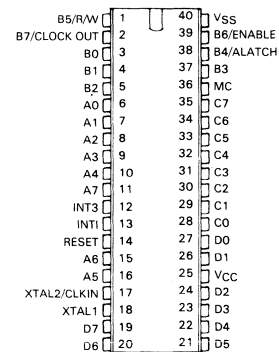 B5/R/W 1 40 VSS
B7/CLOCK OUT 2 39 B6/ENABLE
B0 3 38 B4/ALATCH
B1 4 37 B3
B2 5 36 MC
A0 6 35 C7
A1 7 34 C6
A2 8 33 C5
A3 9 32 C4
A4 10 31 C3
A7 11 30 C2
INT3 12 29 C1
INTI 13 28 C0
RESET 14 27 D0
A6 15 26 D1
A5 16 25 VCC
XTAL2/CLKIN 17 24 D2
XTAL1 18 23 D3
D7 19 22 D4
D6 20 21 D5